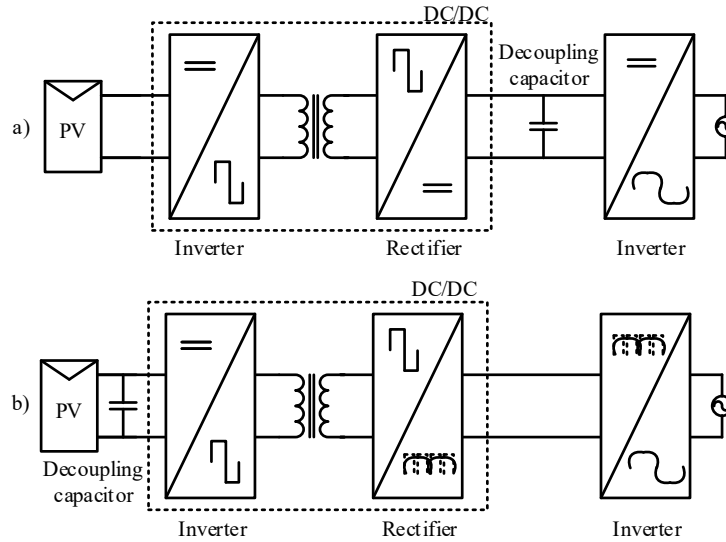 DC/DC
Decoupling
capacitor
a)
PV
Inverter
Rectifier
Inverter
DC/DC
b)
PV
Decoupling
capacitor
Inverter
Rectifier
Inverter